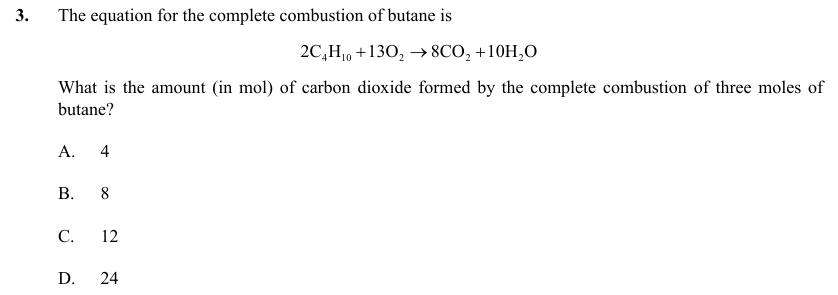 3. The equation for the complete combustion of butane is
2C₄H₁₀ + 13O₂ → 8CO₂ + 10H₂O
What is the amount (in mol) of carbon dioxide formed by the complete combustion of three moles of
butane?
A. 4
B. 8
C. 12
D. 24